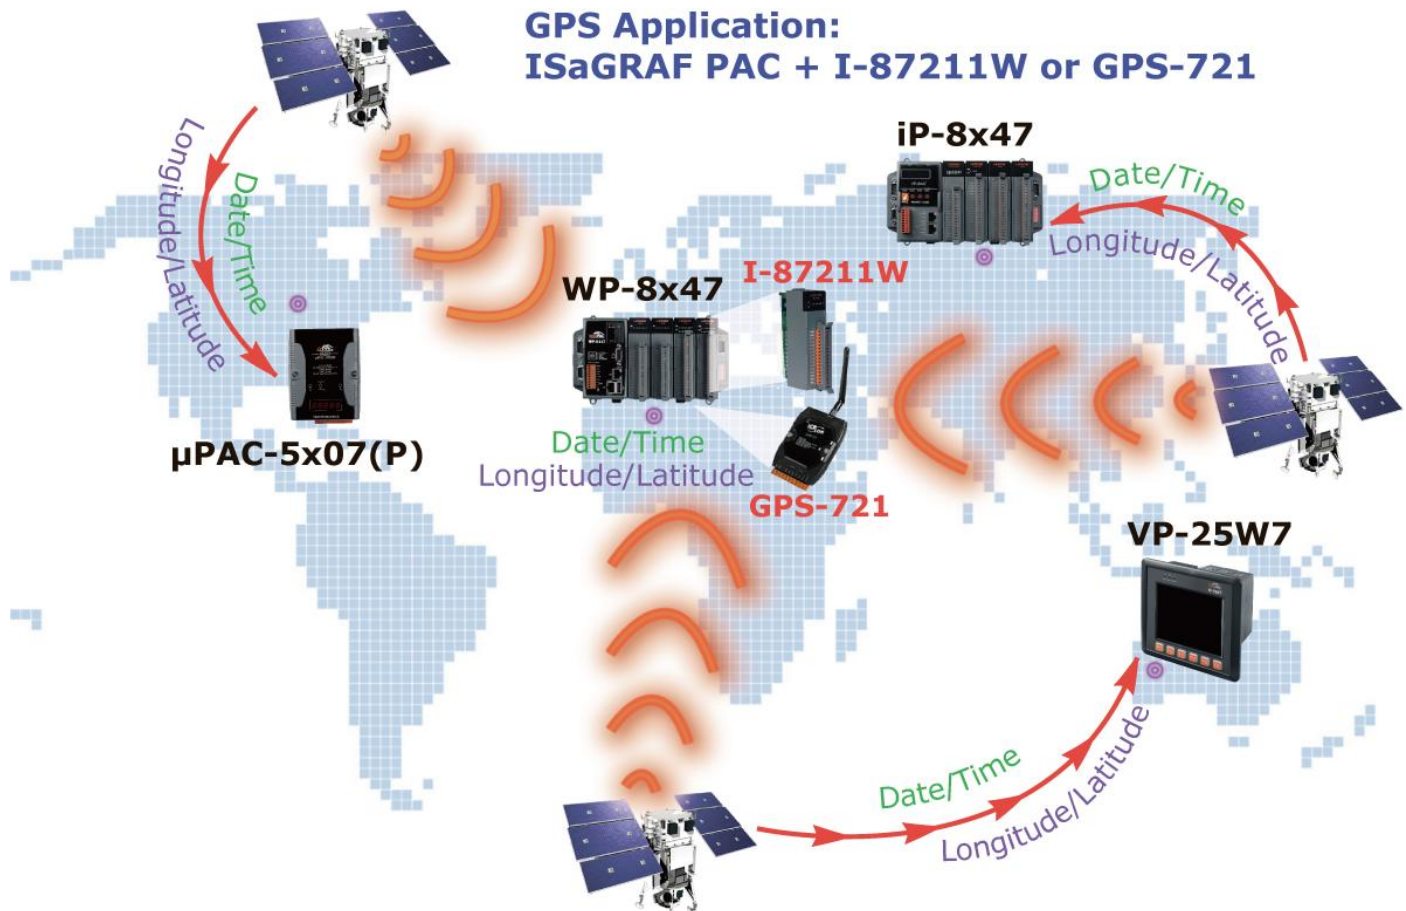 GPS Application:
ISaGRAF PAC + I-87211W or GPS-721
iP-8x47
Longitude/Latitude
Date/Time
Date/Time
Longitude/Latitude
I-87211W
WP-8x47
µPAC-5x07(P)
Date/Time
Longitude/Latitude
GPS-721
VP-25W7
Date/Time
Longitude/Latitude